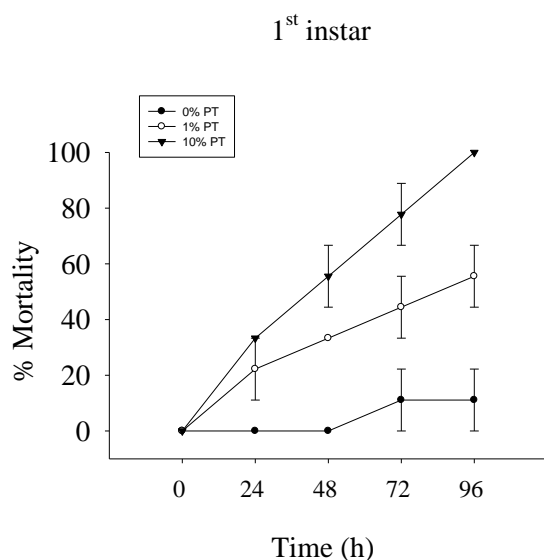 1st instar
0% PT
1% PT
10% PT
100
80
60
40
20
0
% Mortality
0 24 48 72 96
Time (h)